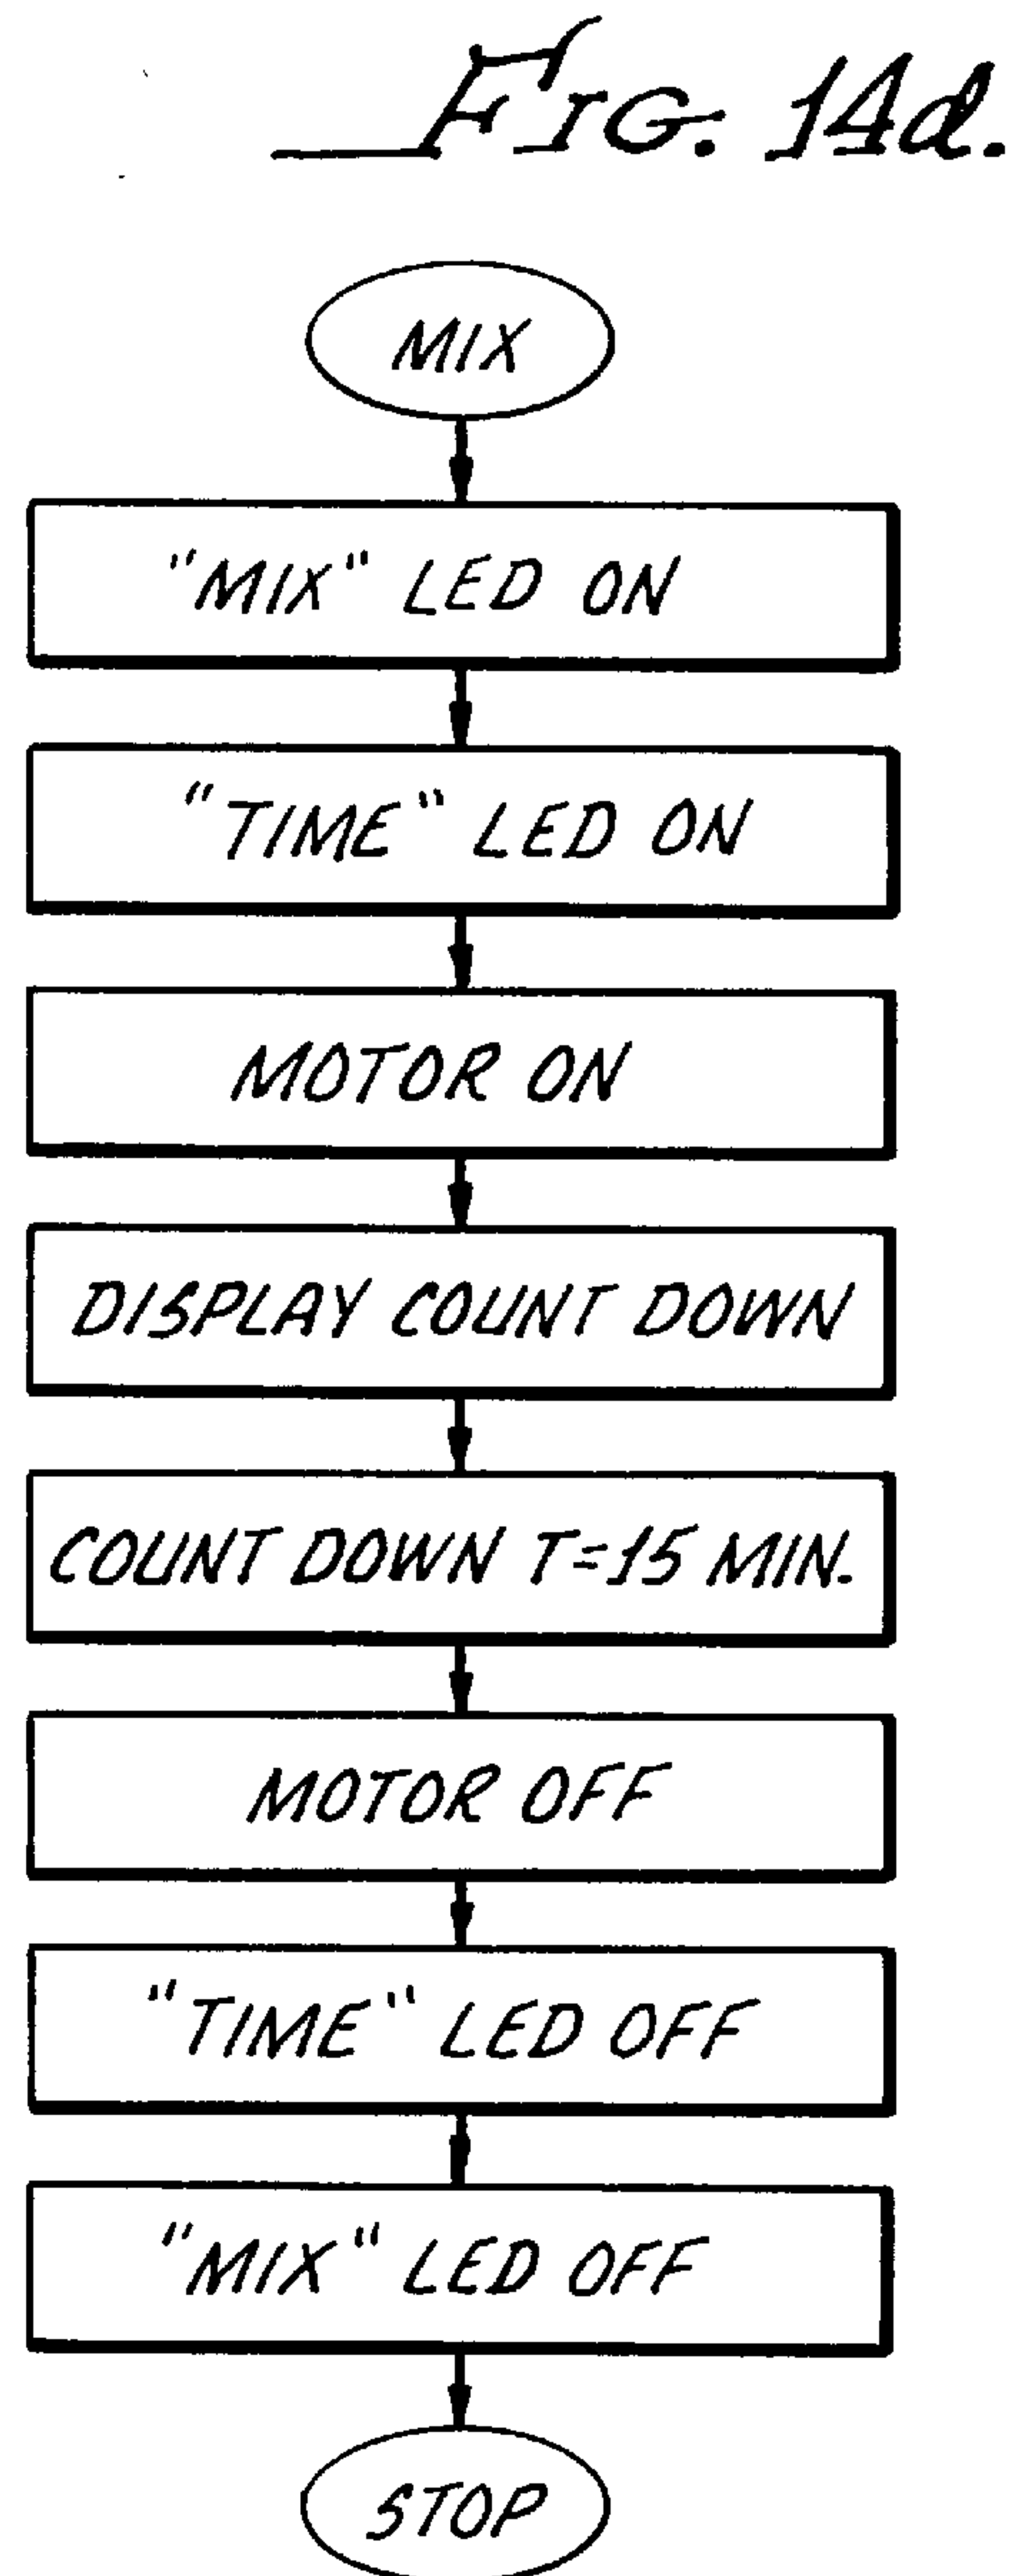 FIG. 14d.
MIX
"MIX" LED ON
"TIME" LED ON
MOTOR ON
DISPLAY COUNT DOWN
COUNT DOWN T=15 MIN.
MOTOR OFF
"TIME" LED OFF
"MIX" LED OFF
STOP